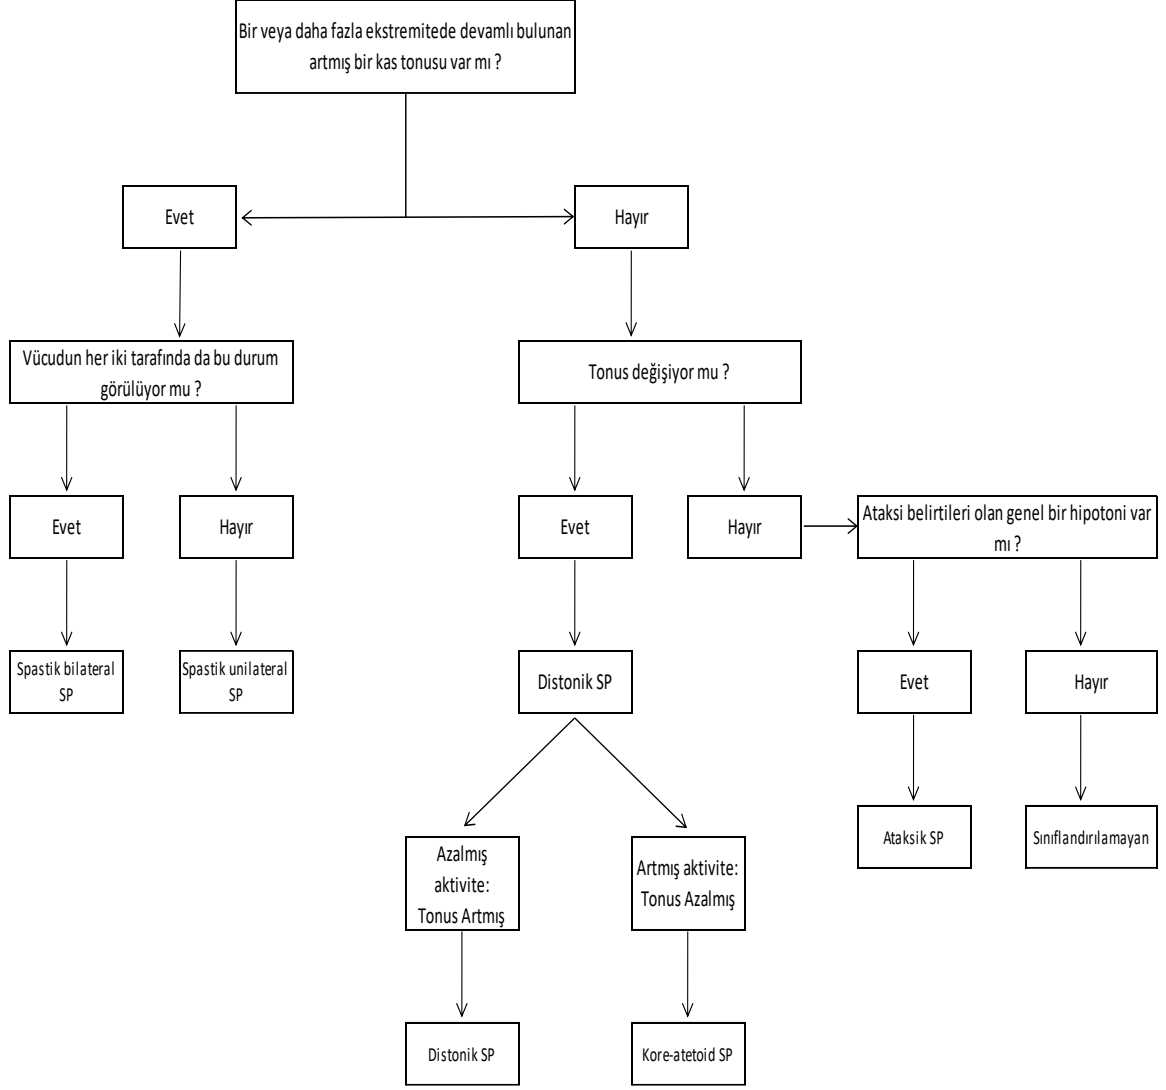 Bir veya daha fazla ekstremitede devamlı bulunan
artmış bir kas tonusu var mı ?
Evet
Hayır
Vücudun her iki tarafında da bu durum
görülüyor mu ?
Tonus değişiyor mu ?
Evet
Hayır
Evet
Hayır
Ataksi belirtileri olan genel bir hipotoni var
mı ?
Spastik bilateral
SP
Spastik unilateral
SP
Distonik SP
Evet
Hayır
Azalmış
aktivite:
Tonus Artmış
Artmış aktivite:
Tonus Azalmış
Ataksik SP
Sınıflandırılamayan
Distonik SP
Kore-atetoid SP